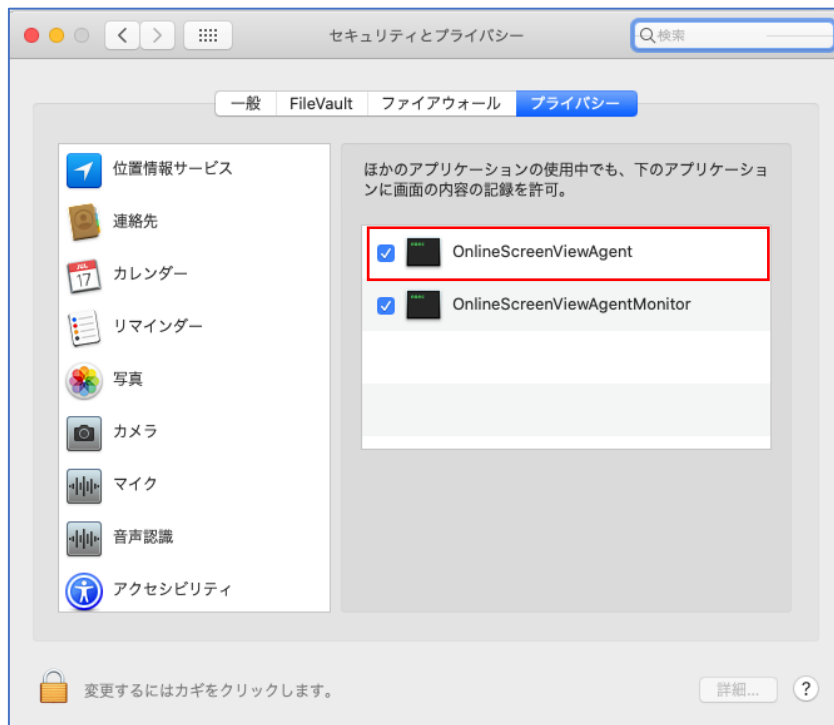 セキュリティとプライバシー
検索
一般
FileVault
ファイアウォール
プライバシー
位置情報サービス
連絡先
JUL
17
カレンダー
リマインダー
写真
カメラ
マイク
音声認識
アクセシビリティ
ほかのアプリケーションの使用中でも、下のアプリケーショ
ンに画面の内容の記録を許可。
OnlineScreenViewAgent
OnlineScreenViewAgentMonitor
変更するにはカギをクリックします。
詳細...
?